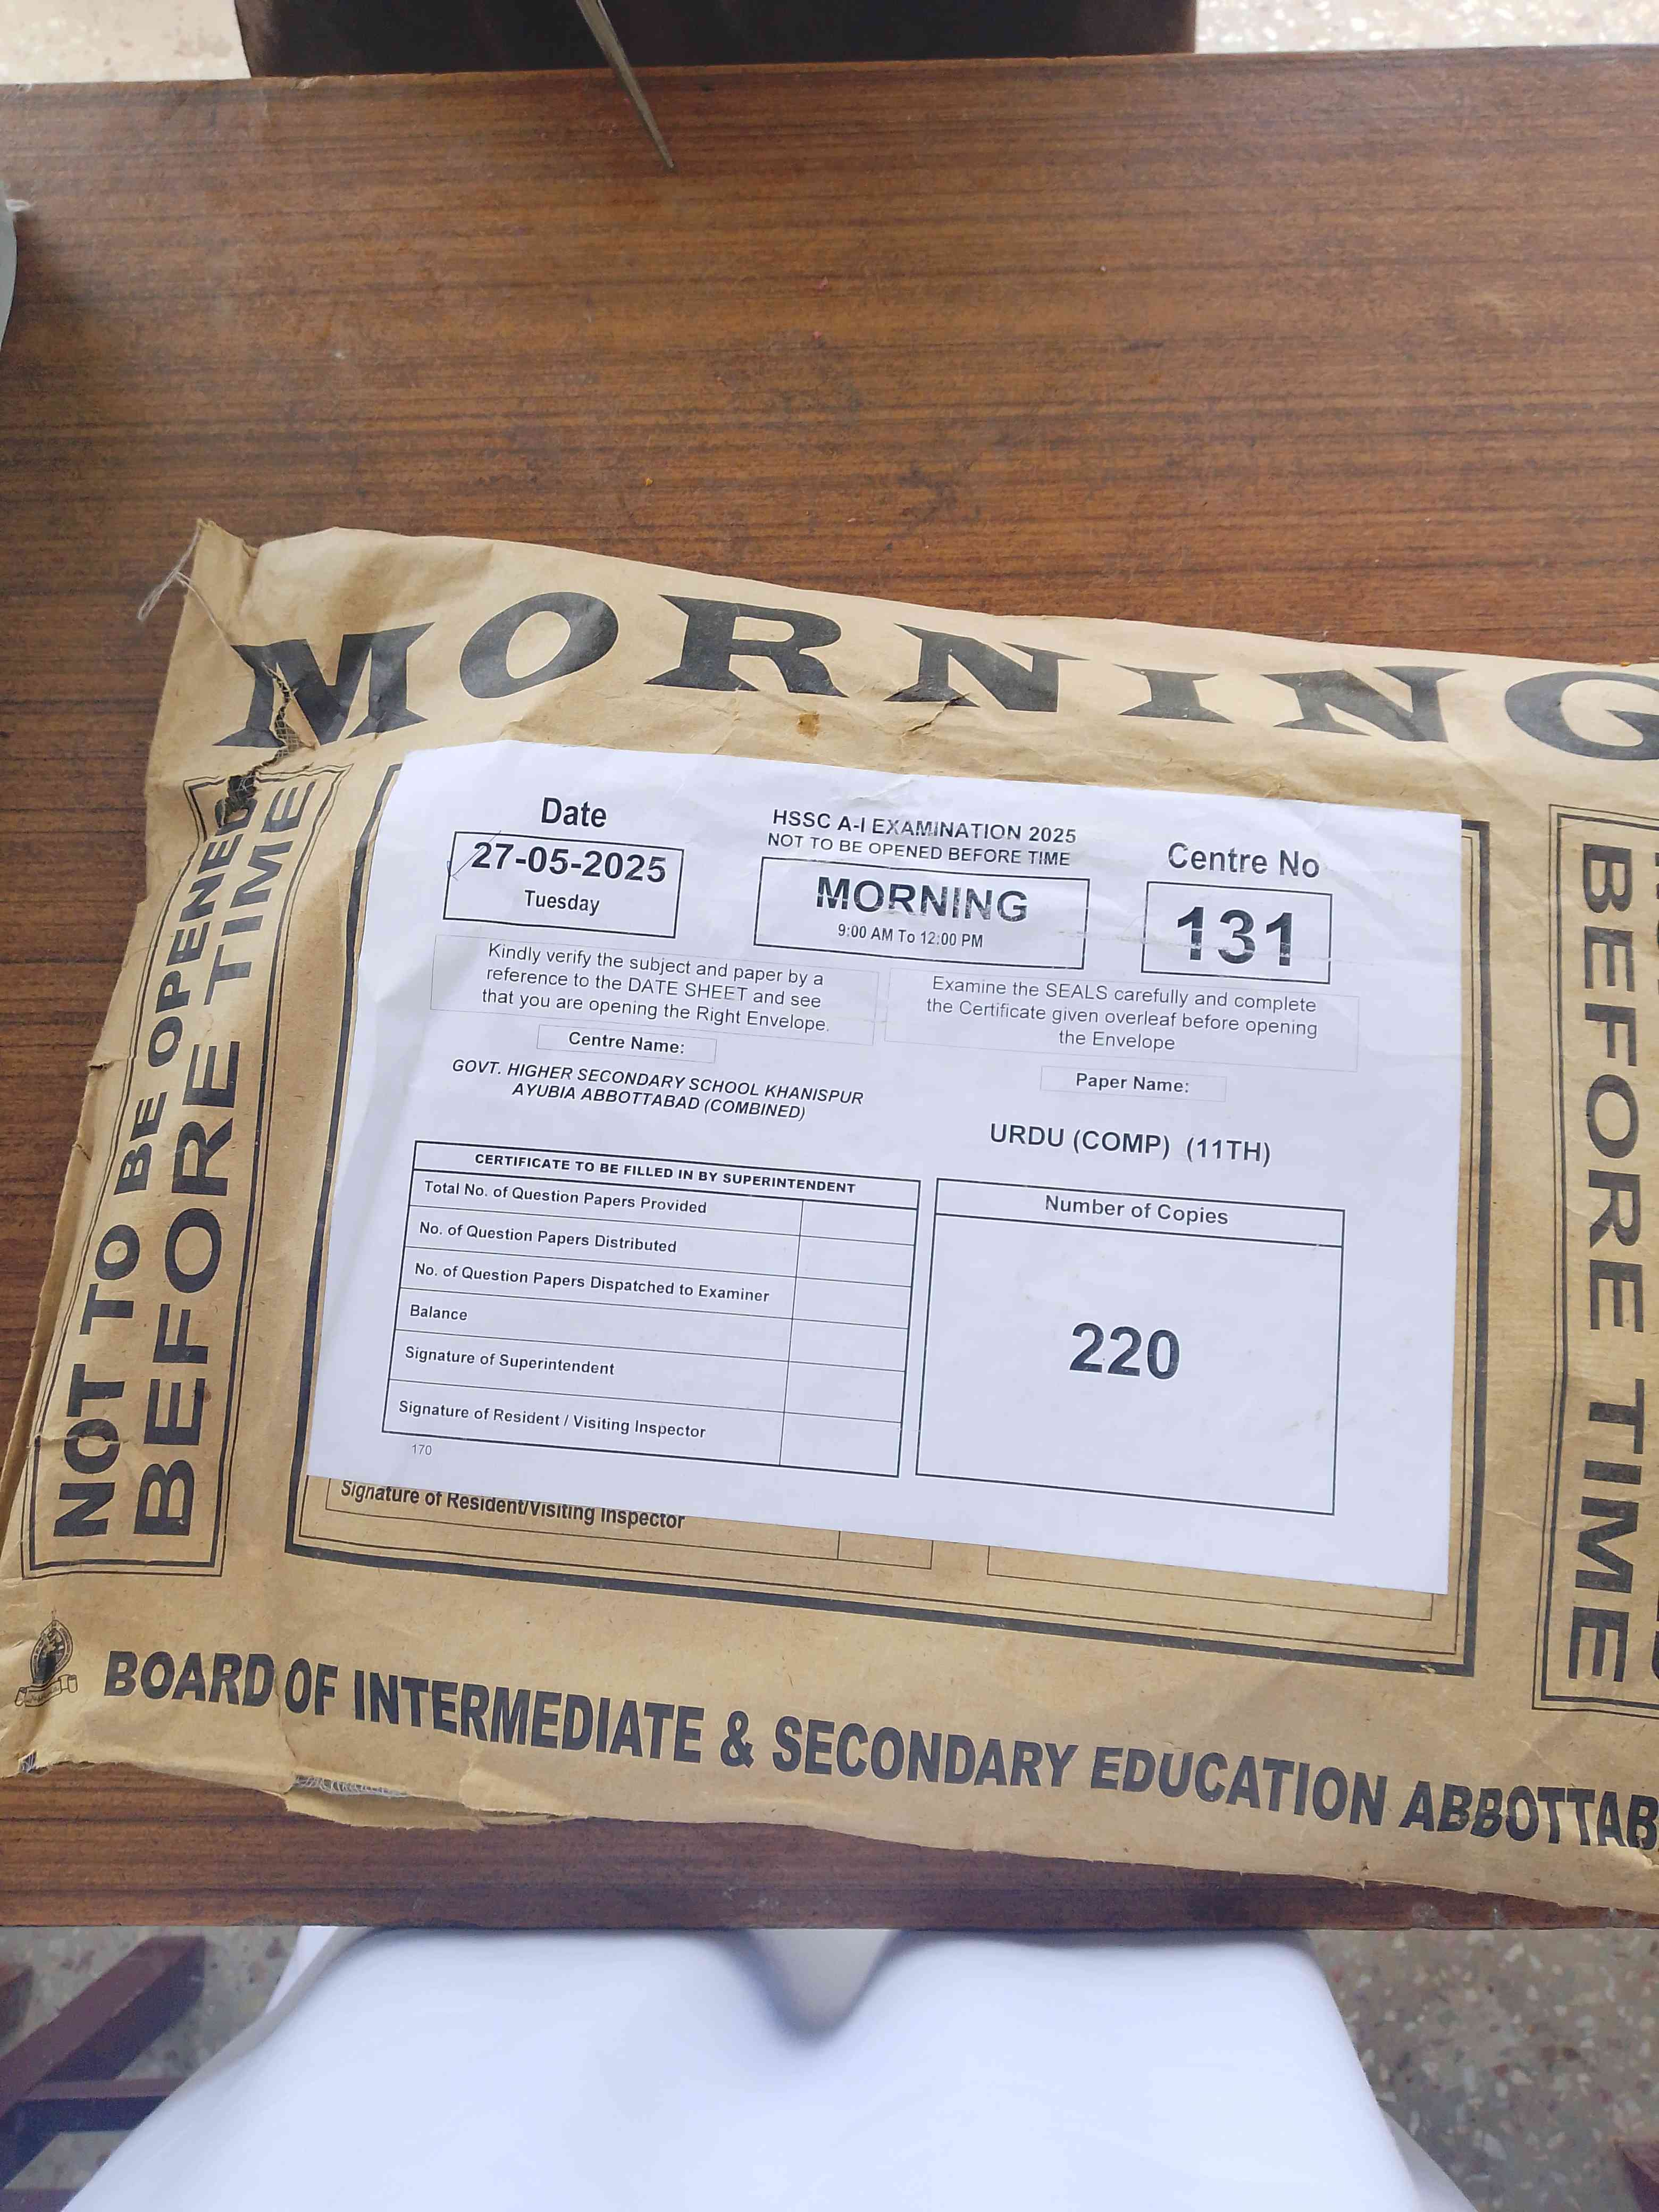 MORNING
NOT TO BE OPENED
BEFORE TIME
Date
27-05-2025
Tuesday
HSSC A-I EXAMINATION 2025
NOT TO BE OPENED BEFORE TIME
MORNING
9:00 AM To 12:00 PM
Centre No
131
Kindly verify the subject and paper by a
reference to the DATE SHEET and see
that you are opening the Right Envelope.
Examine the SEALS carefully and complete
the Certificate given overleaf before opening
the Envelope
Centre Name:
GOVT. HIGHER SECONDARY SCHOOL KHANISPUR
AYUBIA ABBOTTABAD (COMBINED)
Paper Name:
URDU (COMP) (11TH)
CERTIFICATE TO BE FILLED IN BY SUPERINTENDENT
Total No. of Question Papers Provided
No. of Question Papers Distributed
No. of Question Papers Dispatched to Examiner
Balance
Signature of Superintendent
Signature of Resident / Visiting Inspector
170
Number of Copies
220
Signature of Resident/Visiting Inspector
BEFORE TIME
BOARD OF INTERMEDIATE & SECONDARY EDUCATION ABBOTTAB